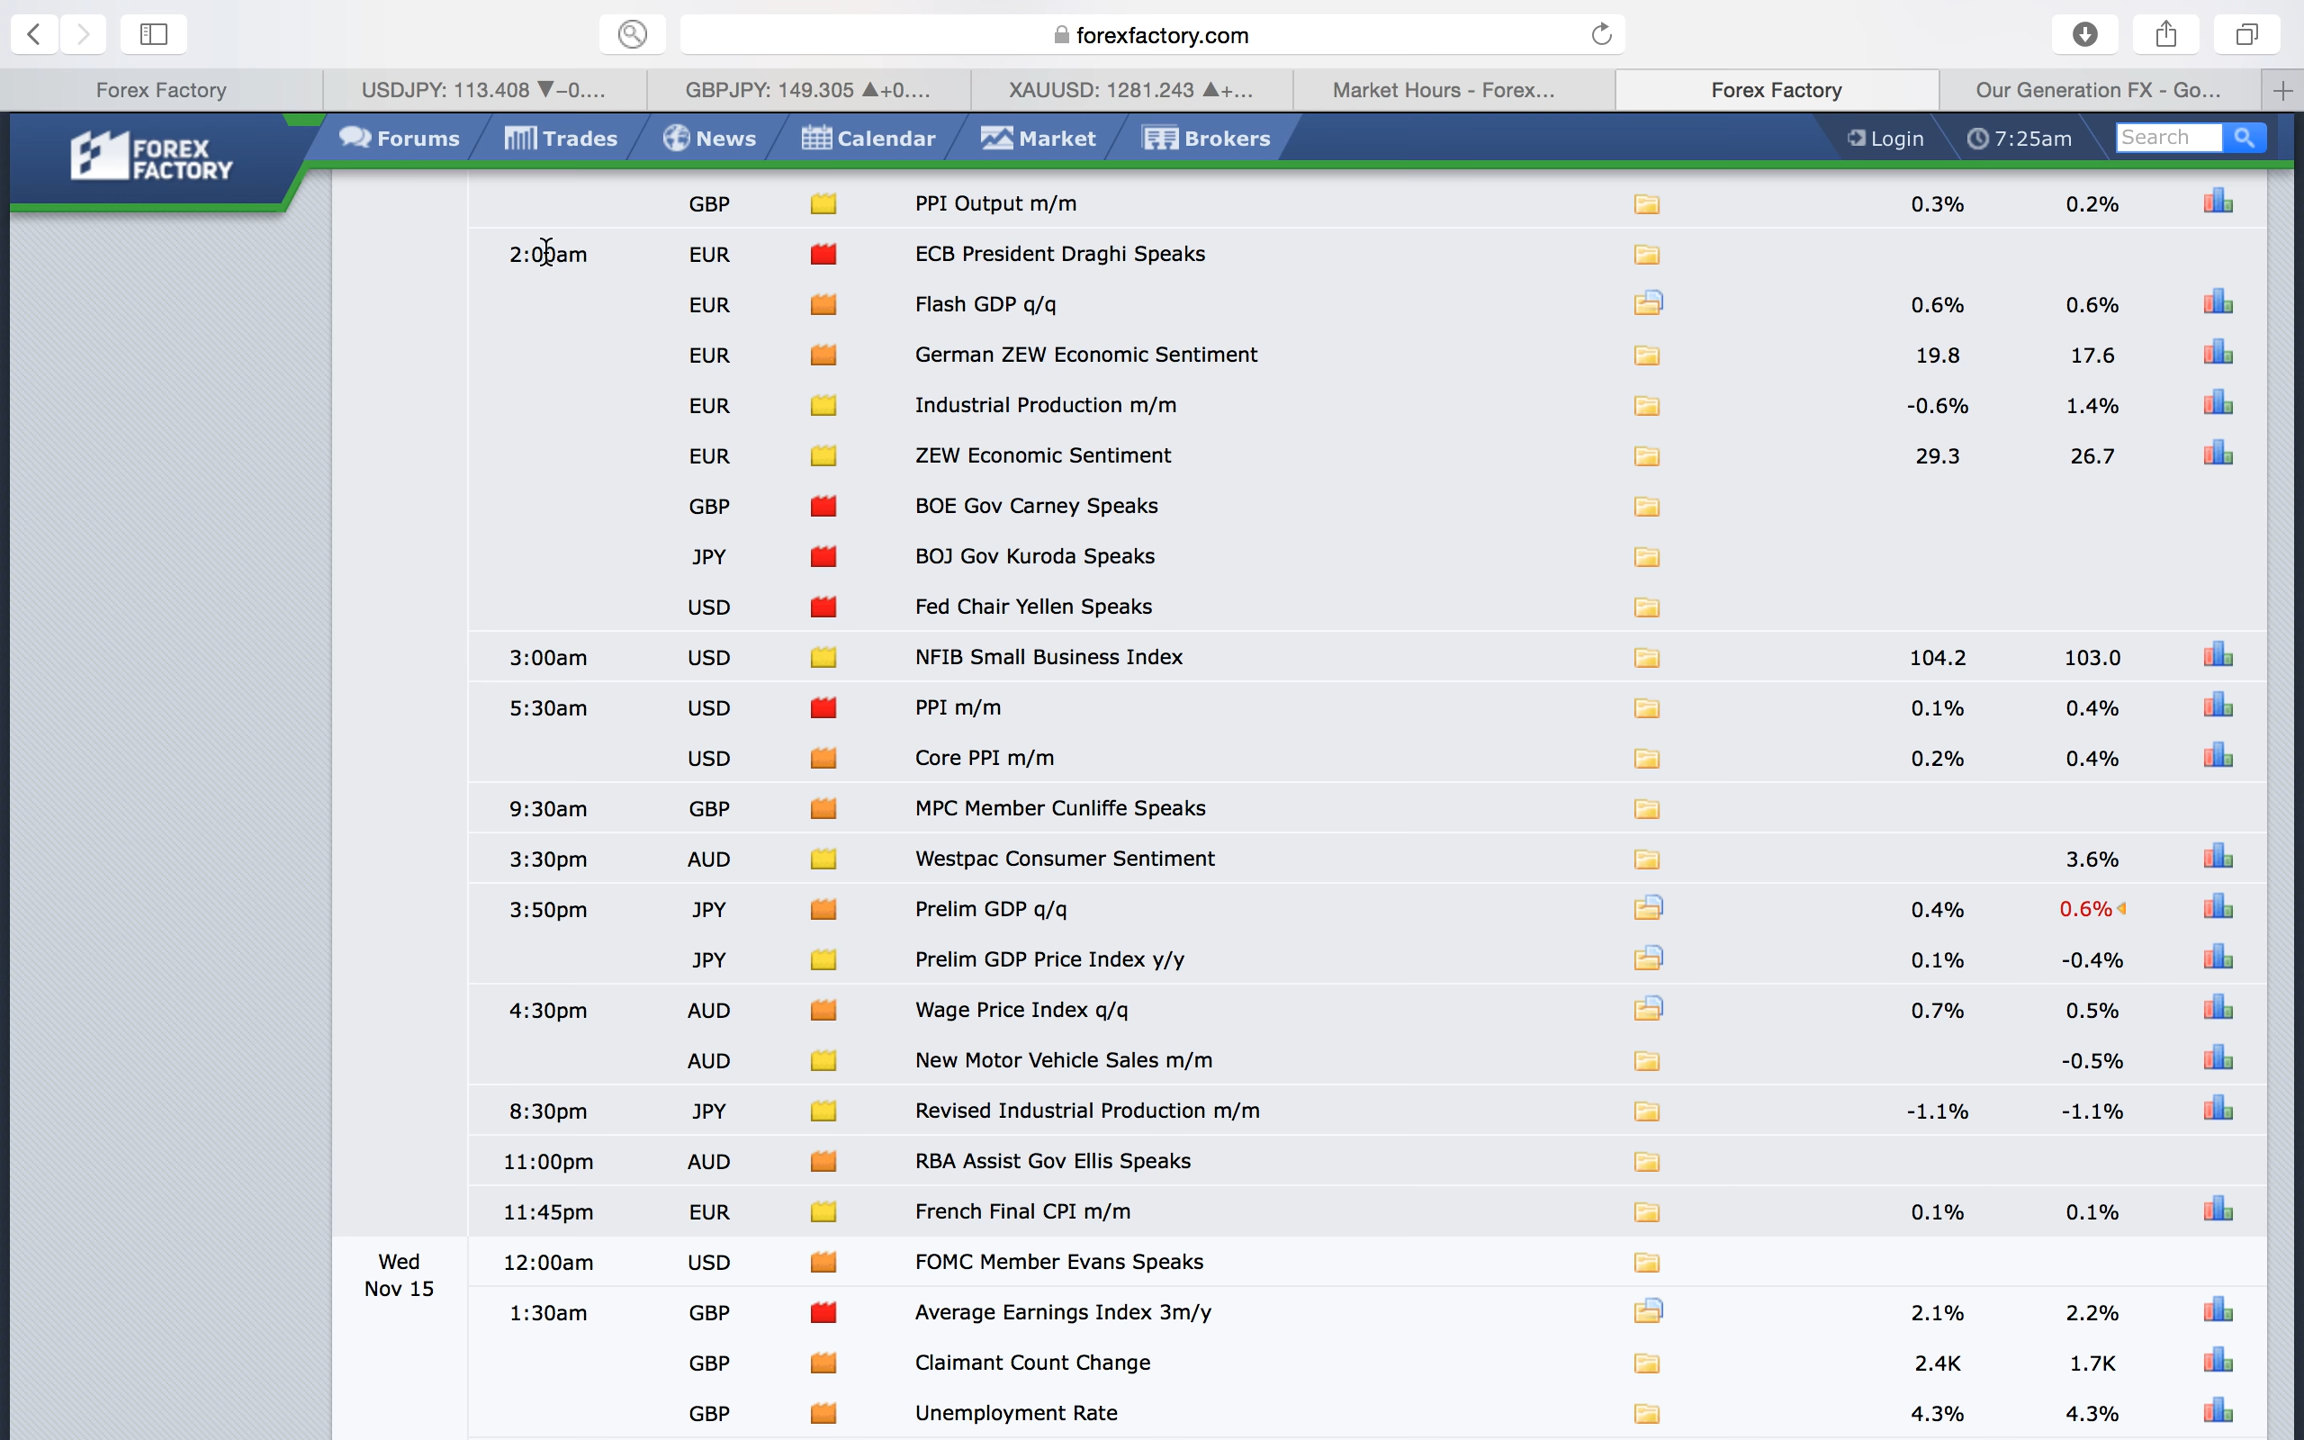 forexfactory.com
Forex Factory
USDJPY: 113.408 ▼-0....
GBPJPY: 149.305 ▲+0....
XAUUSD: 1281.243 ▲+...
Market Hours - Forex...
Forex Factory
Our Generation FX - Go...
FOREX
FACTORY
Forums
Trades
News
Calendar
Market
Brokers
Login
7:25am
Search
GBP PPI Output m/m 0.3% 0.2%
2:00am EUR ECB President Draghi Speaks
EUR Flash GDP q/q 0.6% 0.6%
EUR German ZEW Economic Sentiment 19.8 17.6
EUR Industrial Production m/m -0.6% 1.4%
EUR ZEW Economic Sentiment 29.3 26.7
GBP BOE Gov Carney Speaks
JPY BOJ Gov Kuroda Speaks
USD Fed Chair Yellen Speaks
3:00am USD NFIB Small Business Index 104.2 103.0
5:30am USD PPI m/m 0.1% 0.4%
USD Core PPI m/m 0.2% 0.4%
9:30am GBP MPC Member Cunliffe Speaks
3:30pm AUD Westpac Consumer Sentiment 3.6%
3:50pm JPY Prelim GDP q/q 0.4% 0.6%
JPY Prelim GDP Price Index y/y 0.1% -0.4%
4:30pm AUD Wage Price Index q/q 0.7% 0.5%
AUD New Motor Vehicle Sales m/m -0.5%
8:30pm JPY Revised Industrial Production m/m -1.1% -1.1%
11:00pm AUD RBA Assist Gov Ellis Speaks
11:45pm EUR French Final CPI m/m 0.1% 0.1%
Wed 12:00am USD FOMC Member Evans Speaks
Nov 15
1:30am GBP Average Earnings Index 3m/y 2.1% 2.2%
GBP Claimant Count Change 2.4K 1.7K
GBP Unemployment Rate 4.3% 4.3%